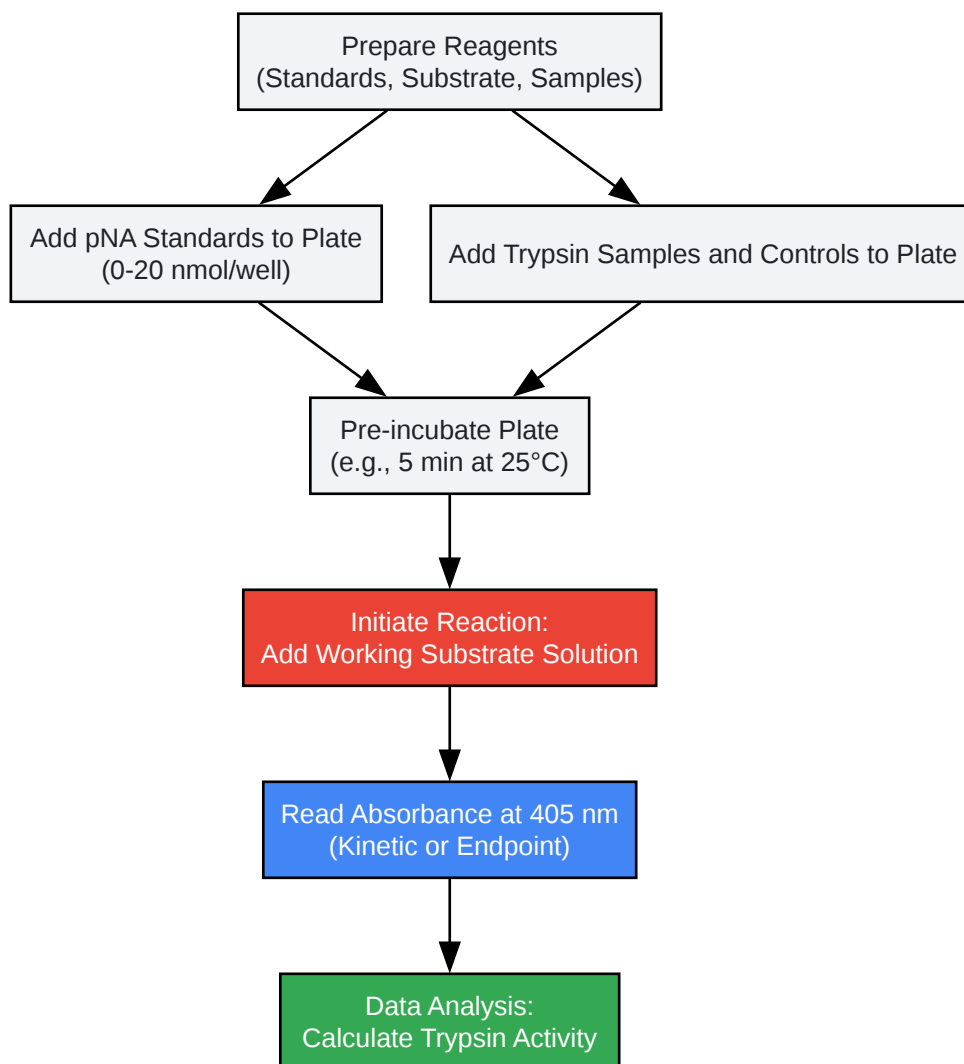 Prepare Reagents
(Standards, Substrate, Samples)
Add pNA Standards to Plate
(0-20 nmol/well)
Add Trypsin Samples and Controls to Plate
Pre-incubate Plate
(e.g., 5 min at 25°C)
Initiate Reaction:
Add Working Substrate Solution
Read Absorbance at 405 nm
(Kinetic or Endpoint)
Data Analysis:
Calculate Trypsin Activity